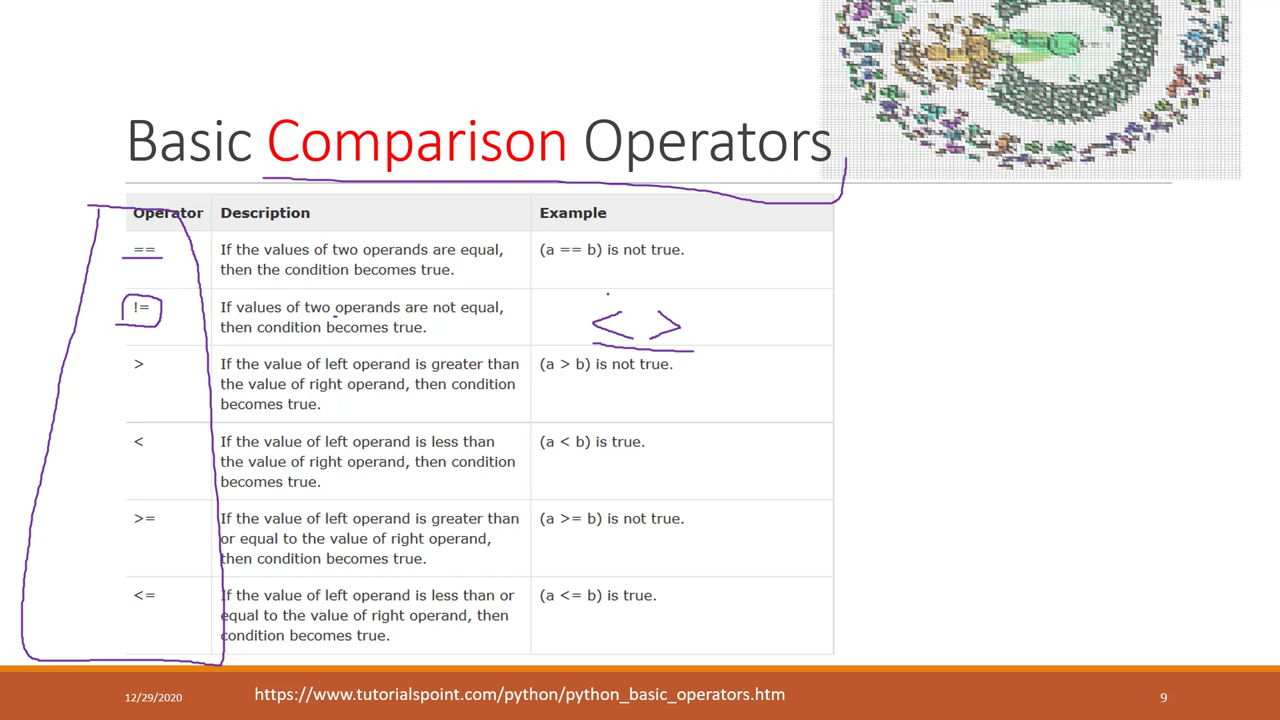 Basic Comparison Operators
Operator Description Example
== If the values of two operands are equal, (a == b) is not true.
then the condition becomes true.
!= If values of two operands are not equal,
then condition becomes true.
< >
> If the value of left operand is greater than (a > b) is not true.
the value of right operand, then condition
becomes true.
< If the value of left operand is less than (a < b) is true.
the value of right operand, then condition
becomes true.
>= If the value of left operand is greater than (a >= b) is not true.
or equal to the value of right operand,
then condition becomes true.
<= If the value of left operand is less than or (a <= b) is true.
equal to the value of right operand, then
condition becomes true.
12/29/2020 https://www.tutorialspoint.com/python/python_basic_operators.htm 9